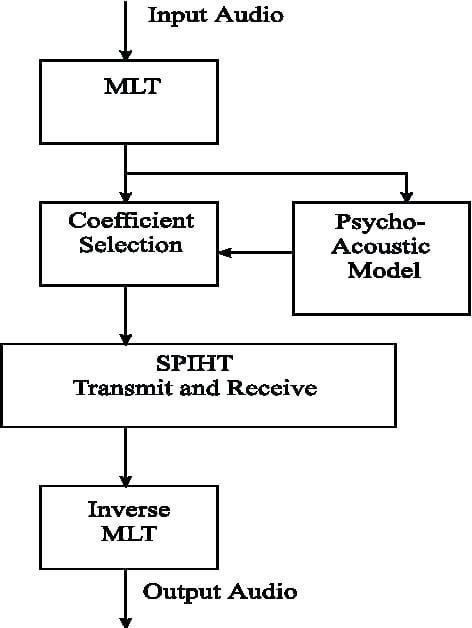 Input Audio
MLT
Coefficient
Selection
Psycho-
Acoustic
Model
SPIHT
Transmit and Receive
Inverse
MLT
Output Audio